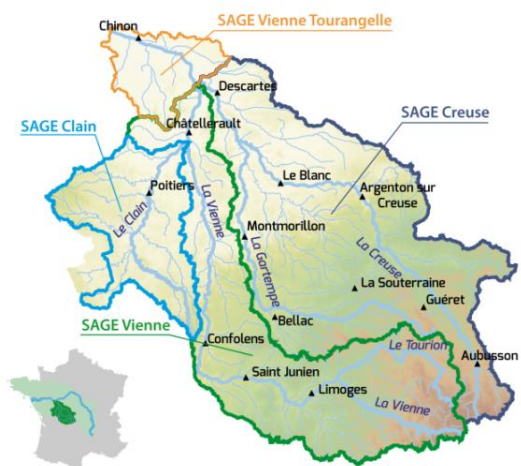 SAGE Vienne Tourangelle
Chinon
Descartes
SAGE Creuse
Châtellerault
SAGE Clain
Le Blanc
Poitiers
Argenton sur
Creuse
La Vienne
Le Clain
Montmorillon
La Gartempe
La Creuse
La Souterraine
Guéret
Bellac
SAGE Vienne
Confolens
Le Taurion
Aubusson
Saint Junien
Limoges
La Vienne